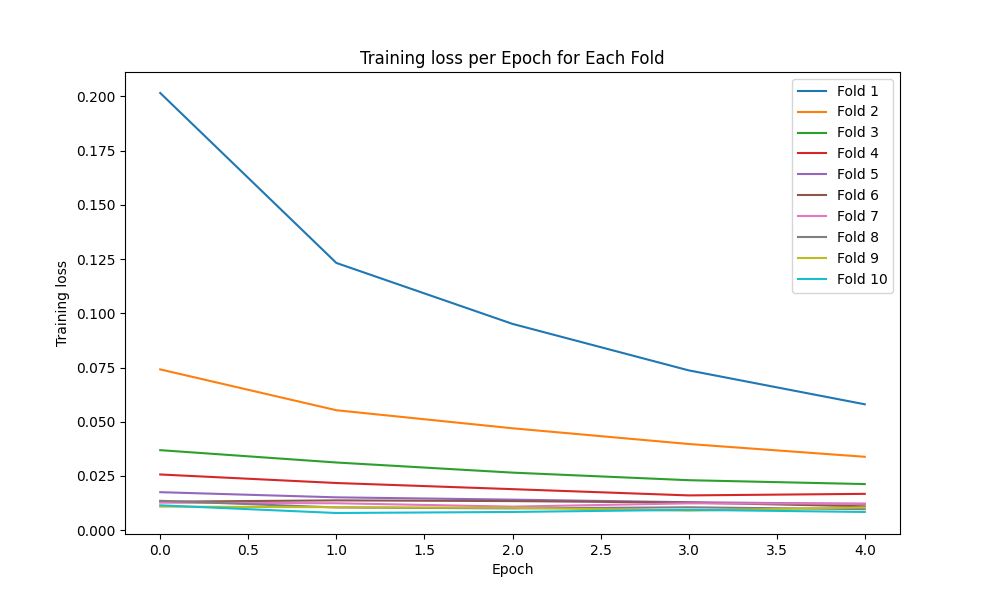 Training loss per Epoch for Each Fold
Fold 1
Fold 2
Fold 3
Fold 4
Fold 5
Fold 6
Fold 7
Fold 8
Fold 9
Fold 10
Training loss
0.200
0.175
0.150
0.125
0.100
0.075
0.050
0.025
0.000
0.0 0.5 1.0 1.5 2.0 2.5 3.0 3.5 4.0
Epoch